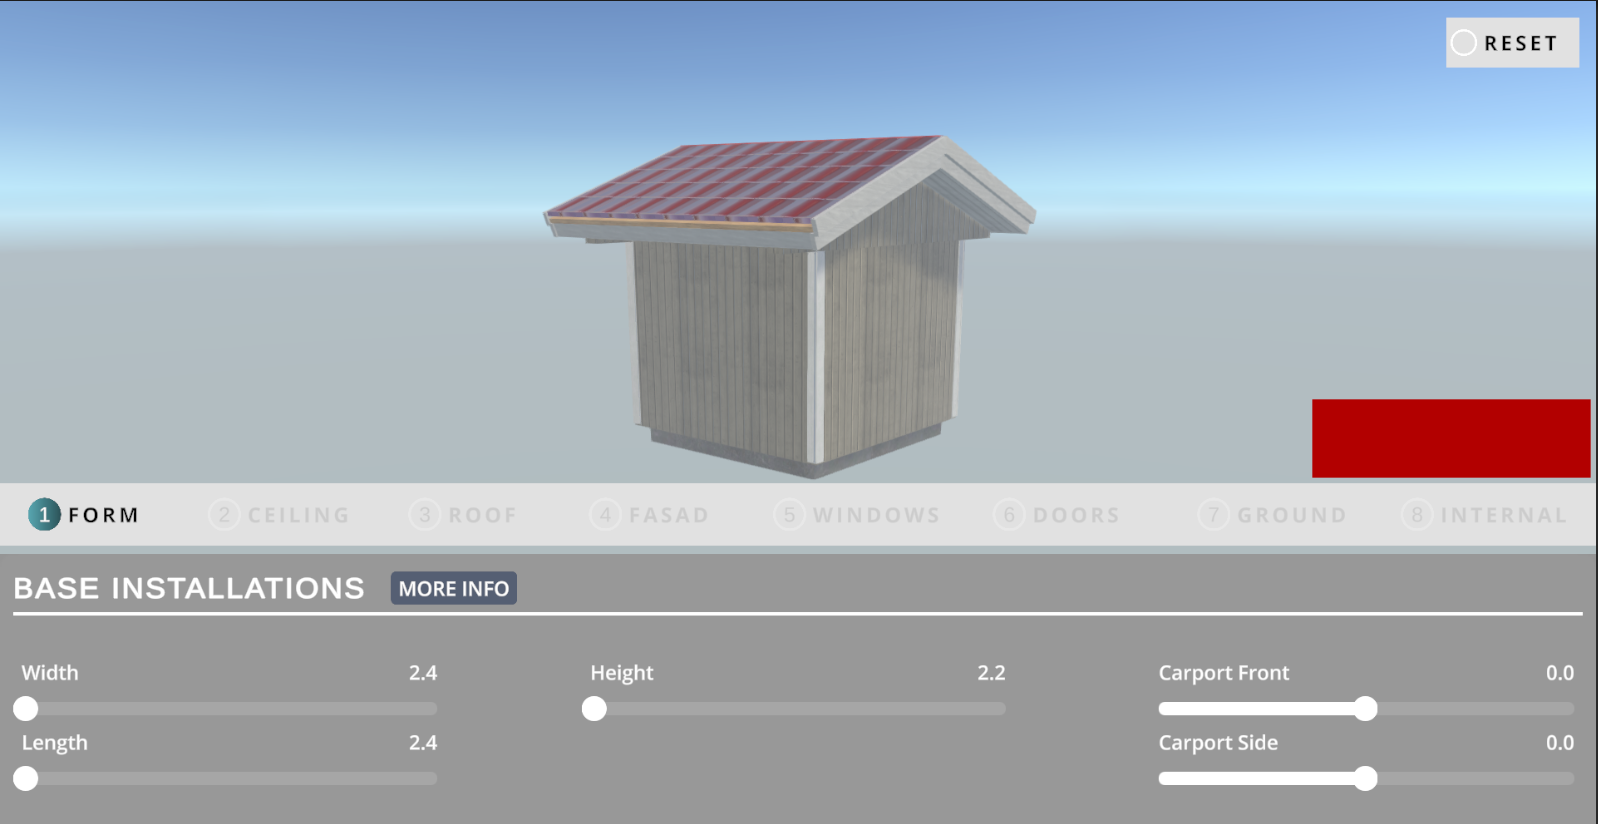 RESET
1 FORM 2 CEILING 3 ROOF 4 FASAD 5 WINDOWS 6 DOORS 7 GROUND 8 INTERNAL
BASE INSTALLATIONS MORE INFO
Width 2.4 Height 2.2 Carport Front 0.0
Length 2.4 Carport Side 0.0